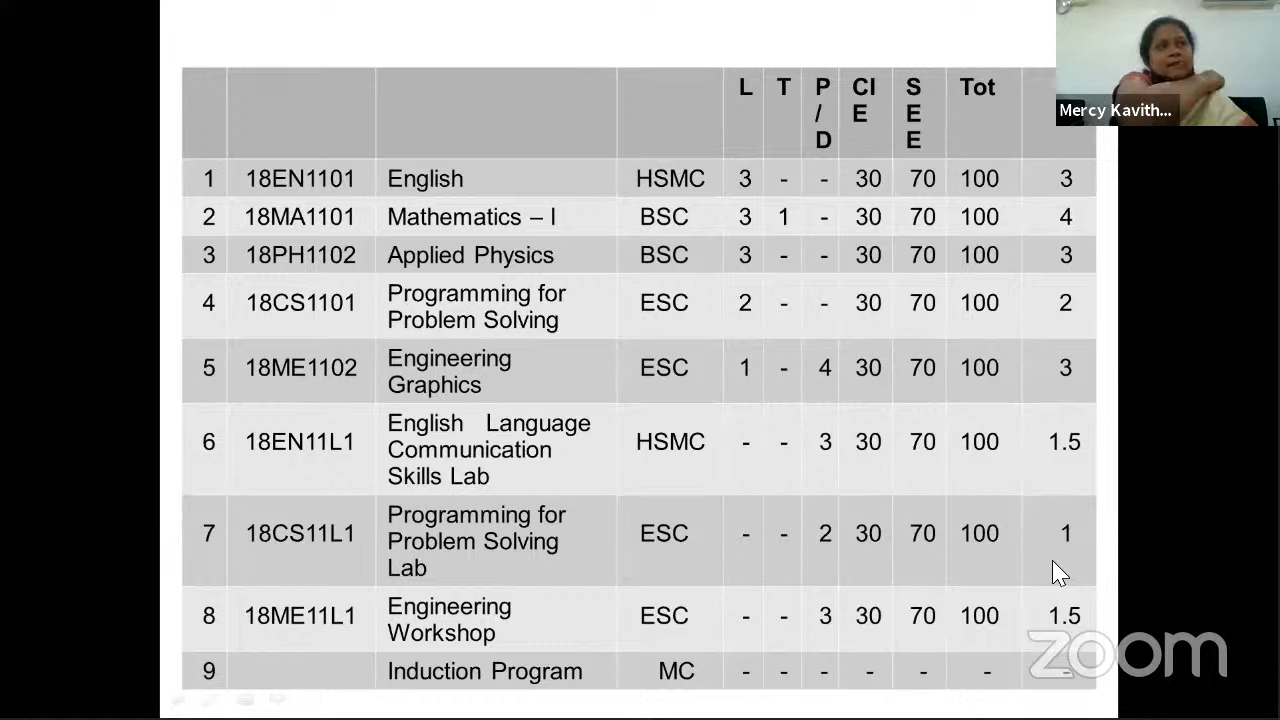 L T P / D CI E S E E Tot
Mercy Kavith...
1 18EN1101 English HSMC 3 - - 30 70 100 3
2 18MA1101 Mathematics – I BSC 3 1 - 30 70 100 4
3 18PH1102 Applied Physics BSC 3 - - 30 70 100 3
4 18CS1101 Programming for Problem Solving ESC 2 - - 30 70 100 2
5 18ME1102 Engineering Graphics ESC 1 - 4 30 70 100 3
6 18EN11L1 English Language Communication Skills Lab HSMC - - 3 30 70 100 1.5
7 18CS11L1 Programming for Problem Solving Lab ESC - - 2 30 70 100 1
8 18ME11L1 Engineering Workshop ESC - - 3 30 70 100 1.5
9 Induction Program MC - - - - - - -
zoom